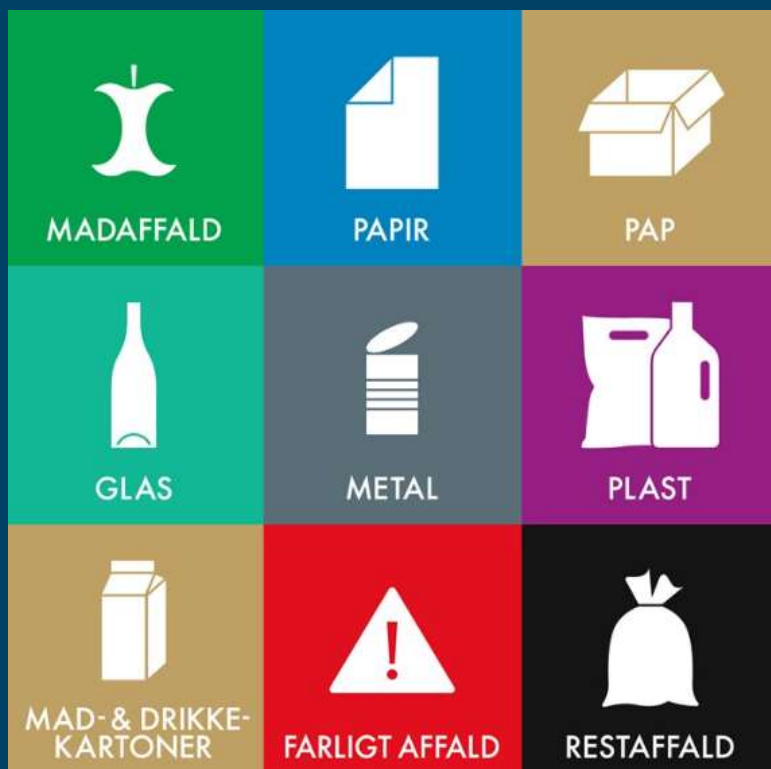 MADAFFALD
PAPIR
PAP
GLAS
METAL
PLAST
MAD- & DRIKKE-
KARTONER
FARLIGT AFFALD
RESTAFFALD